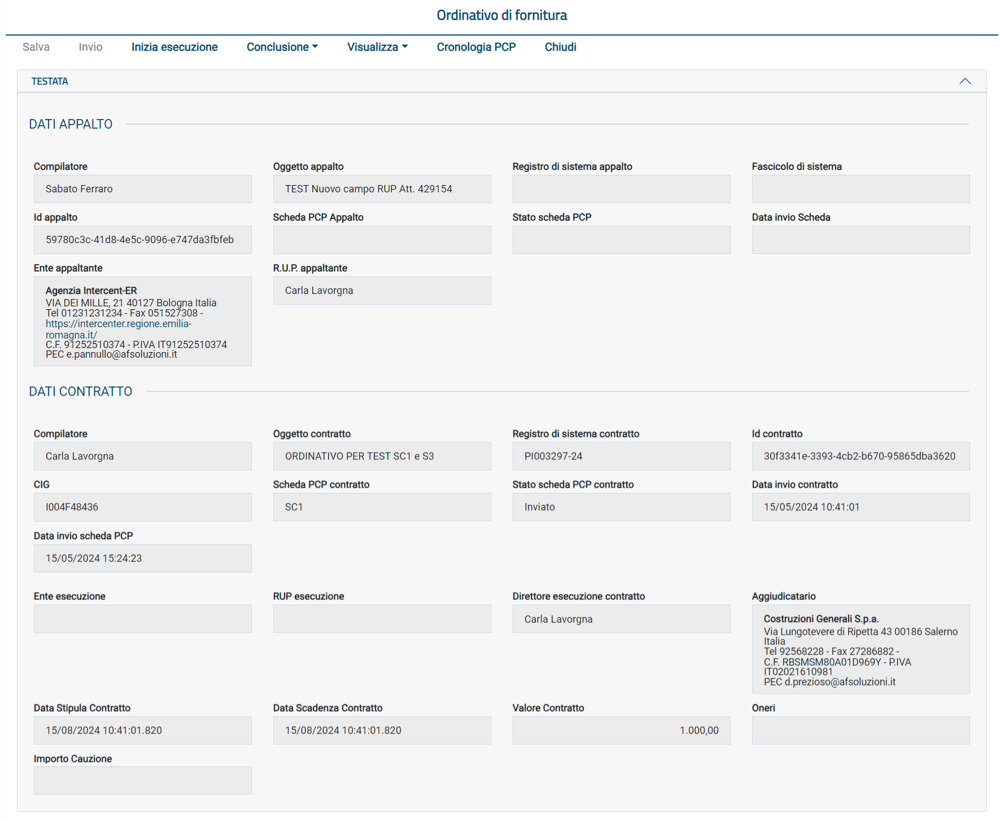 Ordinativo di fornitura
Salva Invio Inizia esecuzione Conclusione Visualizza Cronologia PCP Chiudi
TESTATA
DATI APPALTO
Compilatore Oggetto appalto Registro di sistema appalto Fascicolo di sistema
Sabato Ferraro TEST Nuovo campo RUP Att. 429154
Id appalto Scheda PCP Appalto Stato scheda PCP Data invio Scheda
59780c3c-41d8-4e5c-9096-e747da3fbfeb
Ente appaltante R.U.P. appaltante
Agenzia Intercent-ER Carla Lavorgna
VIA DEI MILLE, 21 40127 Bologna Italia
Tel 01231231234 - Fax 051527308 -
https://intercenter.regione.emilia-
romagna.it/
C.F. 91252510374 - P.IVA IT91252510374
PEC e.pannullo@afsoluzioni.it
DATI CONTRATTO
Compilatore Oggetto contratto Registro di sistema contratto Id contratto
Carla Lavorgna ORDINATIVO PER TEST SC1 e S3 PI003297-24 30f3341e-3393-4cb2-b670-95865dba3620
CIG Scheda PCP contratto Stato scheda PCP contratto Data invio contratto
I004F48436 SC1 Inviato 15/05/2024 10:41:01
Data invio scheda PCP
15/05/2024 15:24:23
Ente esecuzione RUP esecuzione Direttore esecuzione contratto Aggiudicatario
Carla Lavorgna Costruzioni Generali S.p.a.
Via Lungotevere di Ripetta 43 00186 Salerno
Italia
Tel 92568228 - Fax 27286882 -
C.F. RBSMSM80A01D969Y - P.IVA
IT02021610981
PEC d.prezioso@afsoluzioni.it
Data Stipula Contratto Data Scadenza Contratto Valore Contratto Oneri
15/08/2024 10:41:01.820 15/08/2024 10:41:01.820 1.000,00
Importo Cauzione